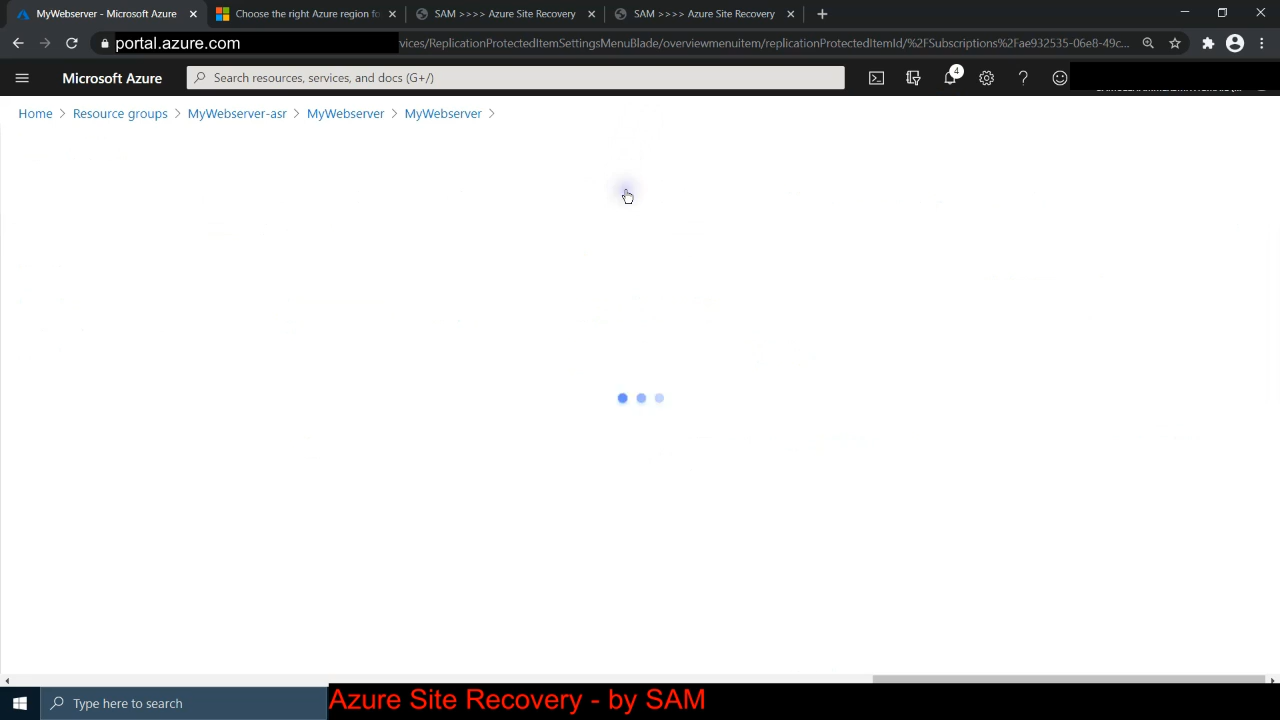 MyWebserver - Microsoft Azure
Choose the right Azure region fo
SAM >>>> Azure Site Recovery
SAM >>>> Azure Site Recovery
portal.azure.com
vices/ReplicationProtectedItemSettingsMenuBlade/overviewmenuitem/replicationProtectedItemId/%2FSubscriptions%2Fae932535-06e8-49c...
Microsoft Azure
Search resources, services, and docs (G+/)
4
Home > Resource groups > MyWebserver-asr > MyWebserver > MyWebserver >
Type here to search
Azure Site Recovery - by SAM